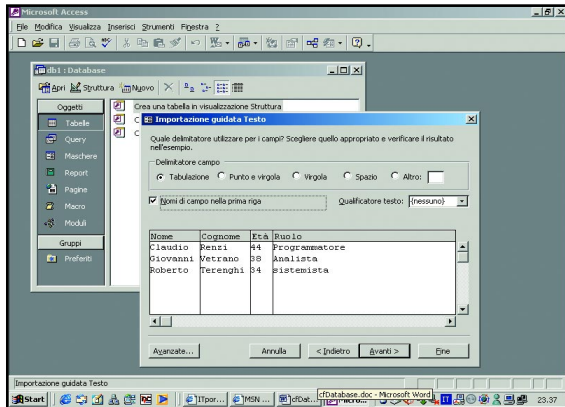 Microsoft Access
File Modifica Visualizza Inserisci Strumenti Finestra ?
db1 : Database
Apri Struttura Nuovo
Oggetti
Tabelle
Query
Maschere
Report
Pagine
Macro
Moduli
Gruppi
Preferiti
Crea una tabella in visualizzazione Struttura
C
C
Importazione guidata Testo
Quale delimitatore utilizzare per i campi? Scegliere quello appropriato e verificare il risultato
nell'esempio.
Delimitatore campo
Tabulazione Punto e virgola Virgola Spazio Altro:
Nomi di campo nella prima riga Qualificatore testo: {nessuno}
Nome Cognome Età Ruolo
Claudio Renzi 44 Programmatore
Giovanni Vetrano 38 Analista
Roberto Terenghi 34 sistemista
Avanzate... Annulla < Indietro Avanti > Fine
Importazione guidata Testo
cfDatabase.doc - Microsoft Word
Start ITpor... MSN ... cfDat... IT 23.37